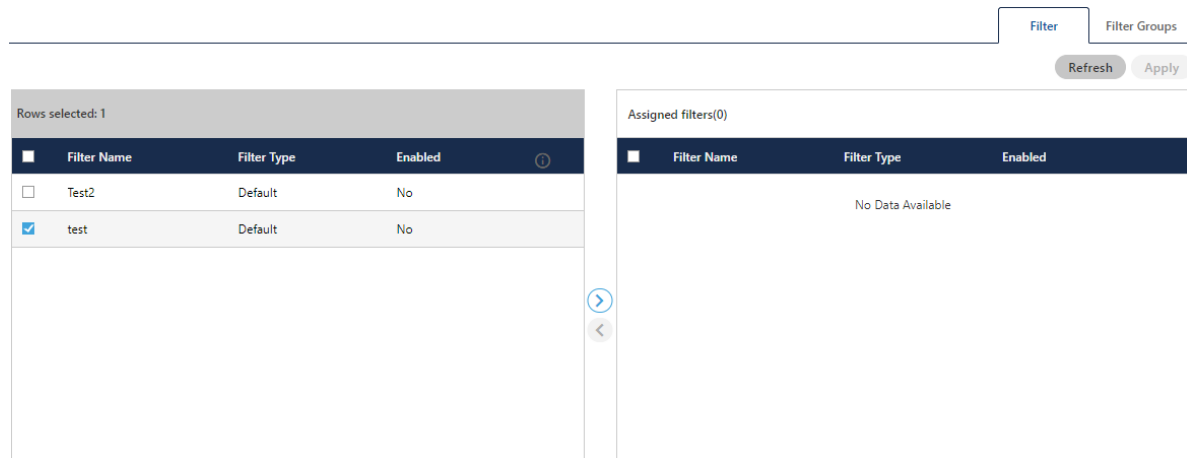 Filter Filter Groups
Refresh Apply
Rows selected: 1
Assigned filters(0)
Filter Name Filter Type Enabled
Filter Name Filter Type Enabled
Test2 Default No
No Data Available
test Default No